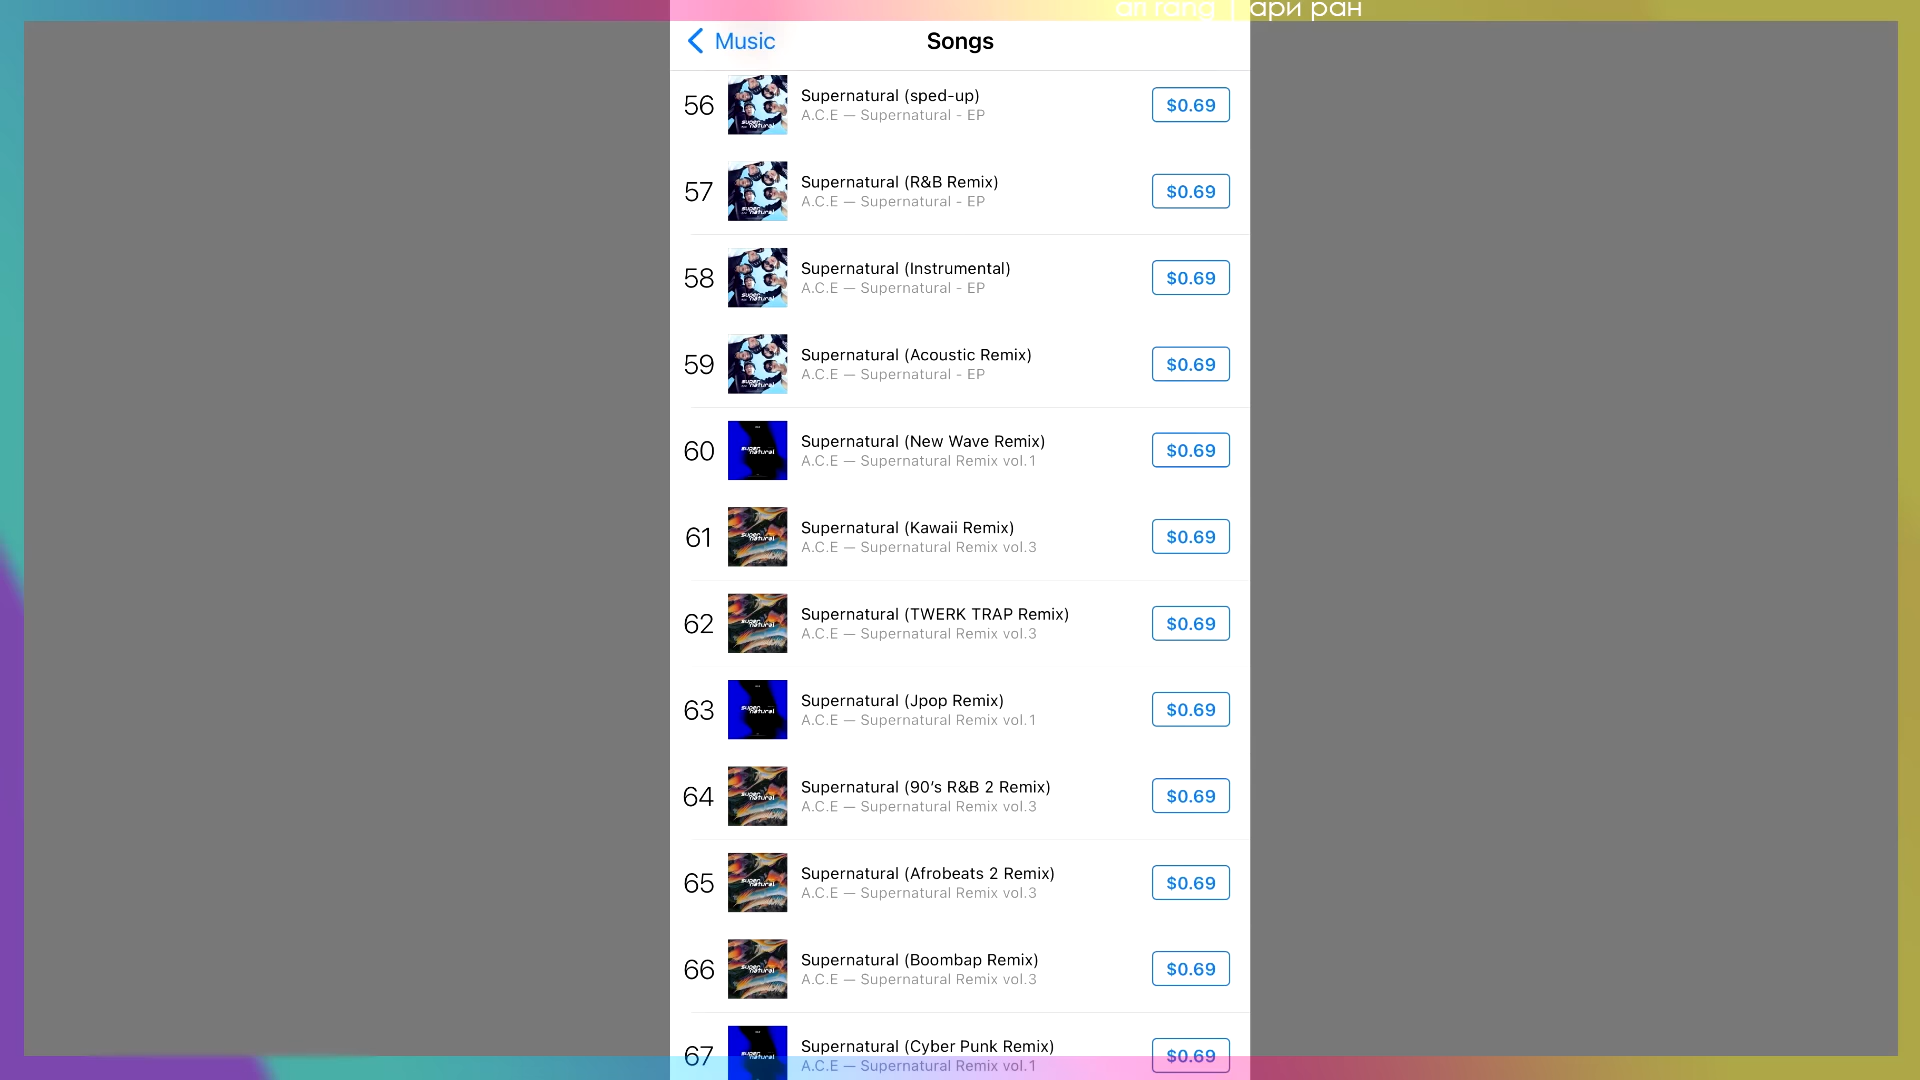 ari rang | ари ран
Music
Songs
56
Supernatural (sped-up)
A.C.E — Supernatural - EP
$0.69
57
Supernatural (R&B Remix)
A.C.E — Supernatural - EP
$0.69
58
Supernatural (Instrumental)
A.C.E — Supernatural - EP
$0.69
59
Supernatural (Acoustic Remix)
A.C.E — Supernatural - EP
$0.69
60
Supernatural (New Wave Remix)
A.C.E — Supernatural Remix vol.1
$0.69
61
Supernatural (Kawaii Remix)
A.C.E — Supernatural Remix vol.3
$0.69
62
Supernatural (TWERK TRAP Remix)
A.C.E — Supernatural Remix vol.3
$0.69
63
Supernatural (Jpop Remix)
A.C.E — Supernatural Remix vol.1
$0.69
64
Supernatural (90’s R&B 2 Remix)
A.C.E — Supernatural Remix vol.3
$0.69
65
Supernatural (Afrobeats 2 Remix)
A.C.E — Supernatural Remix vol.3
$0.69
66
Supernatural (Boombap Remix)
A.C.E — Supernatural Remix vol.3
$0.69
67
Supernatural (Cyber Punk Remix)
A.C.E — Supernatural Remix vol.1
$0.69